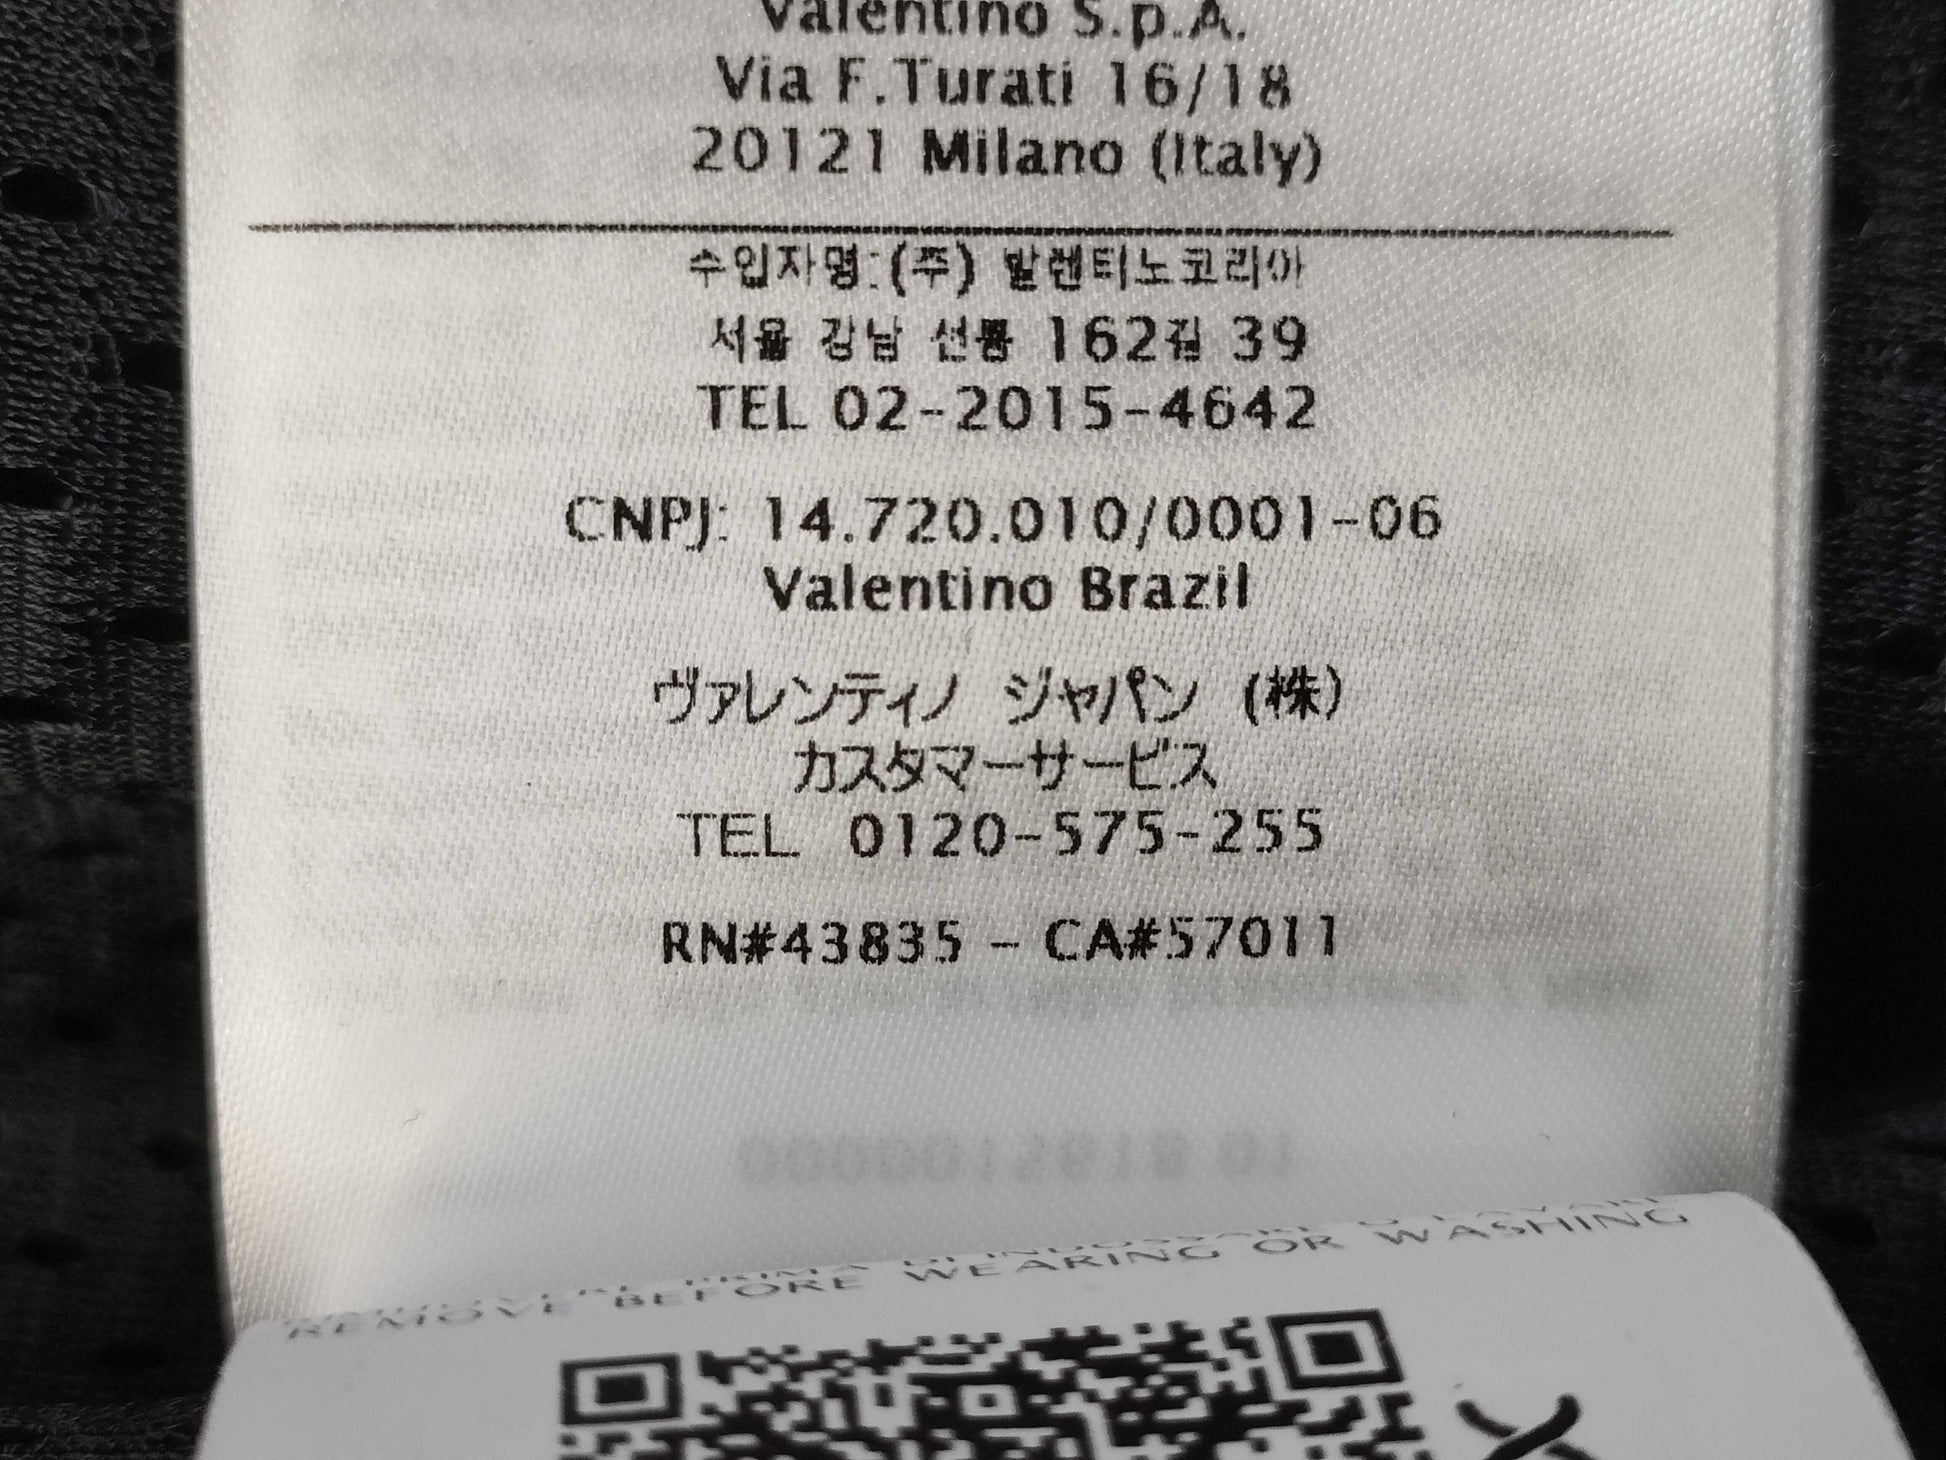 Valentino S.p.A.
Via F.Turati 16/18
20121 Milano (Italy)
수입자명:(주) 발렌티노코리아
서울 강남 선릉 162길 39
TEL 02-2015-4642
CNPJ: 14.720.010/0001-06
Valentino Brazil
ヴァレンティノ ジャパン (株)
カスタマーサービス
TEL 0120-575-255
RN#43835 - CA#57011
PRIMA DI INDOSSARE O LAVARE
REMOVE BEFORE WEARING OR WASHING